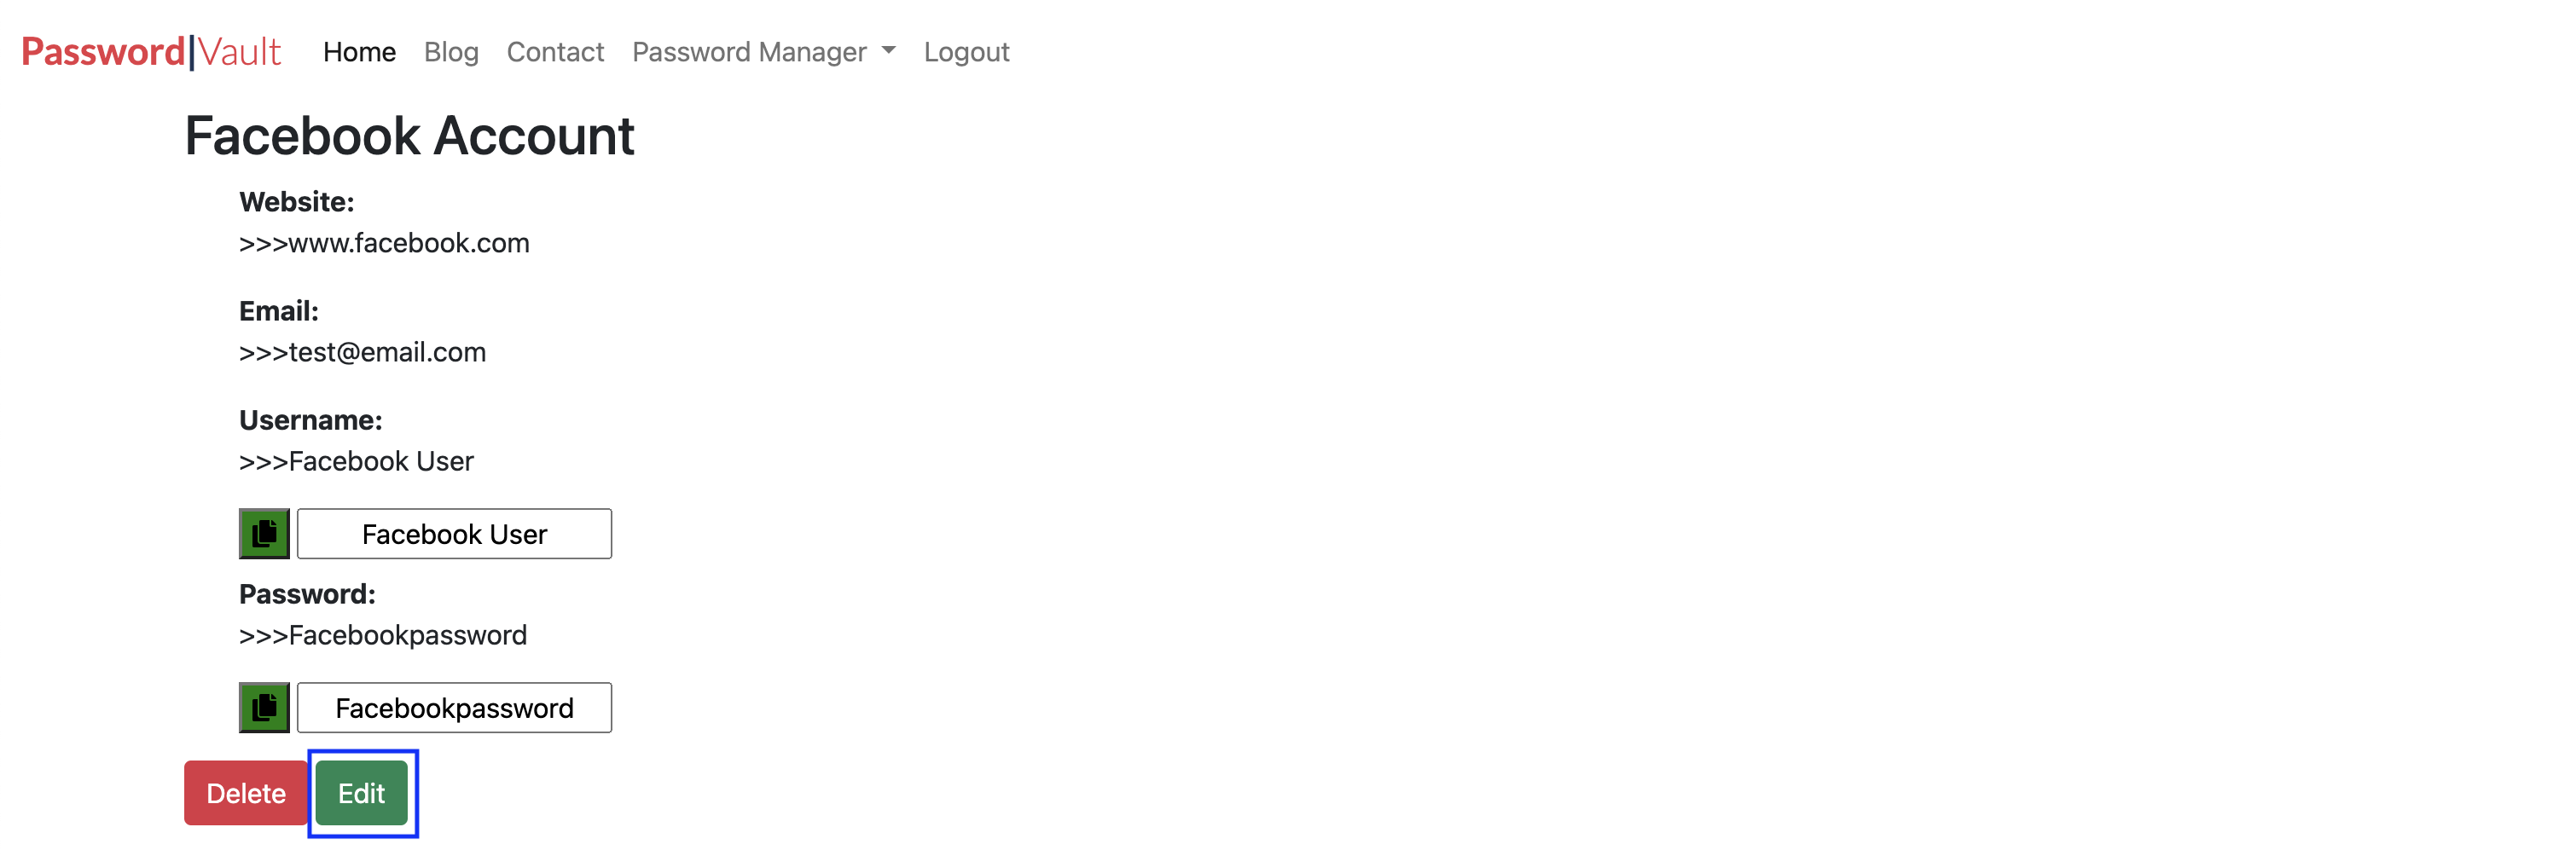 Password|Vault Home Blog Contact Password Manager Logout
Facebook Account
Website:
>>>www.facebook.com
Email:
>>>test@email.com
Username:
>>>Facebook User
Facebook User
Password:
>>>Facebookpassword
Facebookpassword
Delete Edit